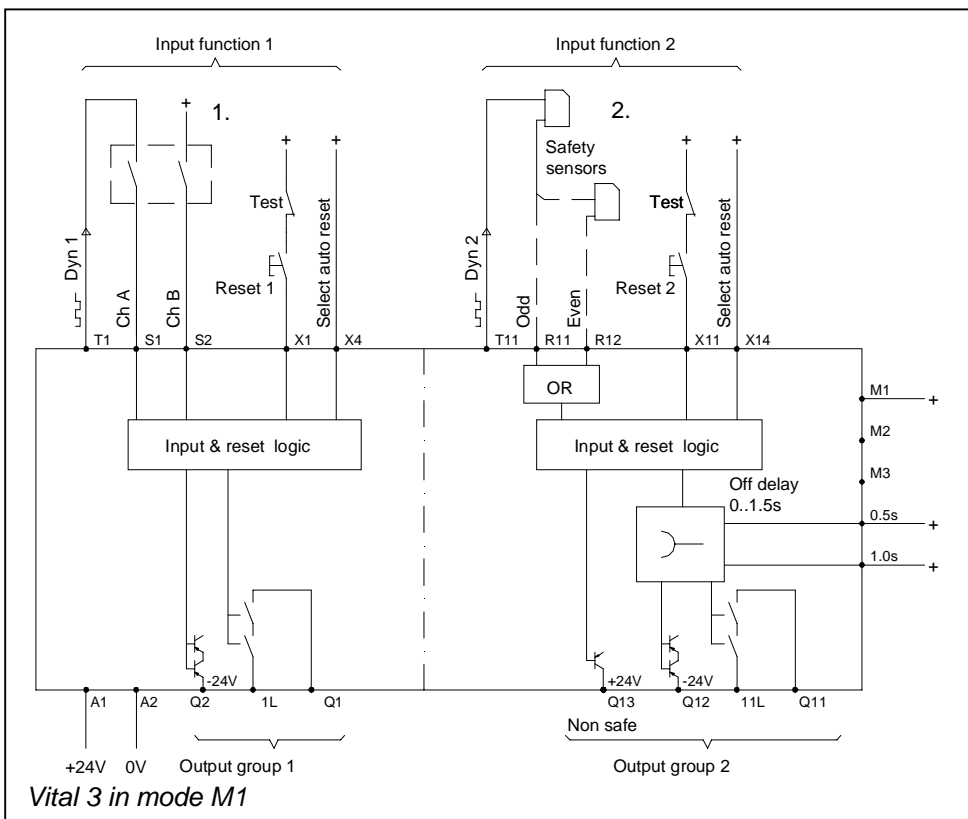 Input function 1
Input function 2
+
1.
2.
+
+
+
+
Safety
sensors
Test
Test
Dyn 1
Ch A
Ch B
Reset 1
Select auto reset
Dyn 2
Odd
Even
Reset 2
Select auto reset
T1
S1
S2
X1
X4
T11
R11
R12
X11
X14
OR
M1
+
Input & reset logic
Input & reset logic
M2
M3
Off delay
0..1.5s
0.5s
+
1.0s
+
-24V
+24V
-24V
A1
A2
Q2
1L
Q1
Q13
Q12
11L
Q11
Non safe
+24V
0V
Output group 1
Output group 2
Vital 3 in mode M1